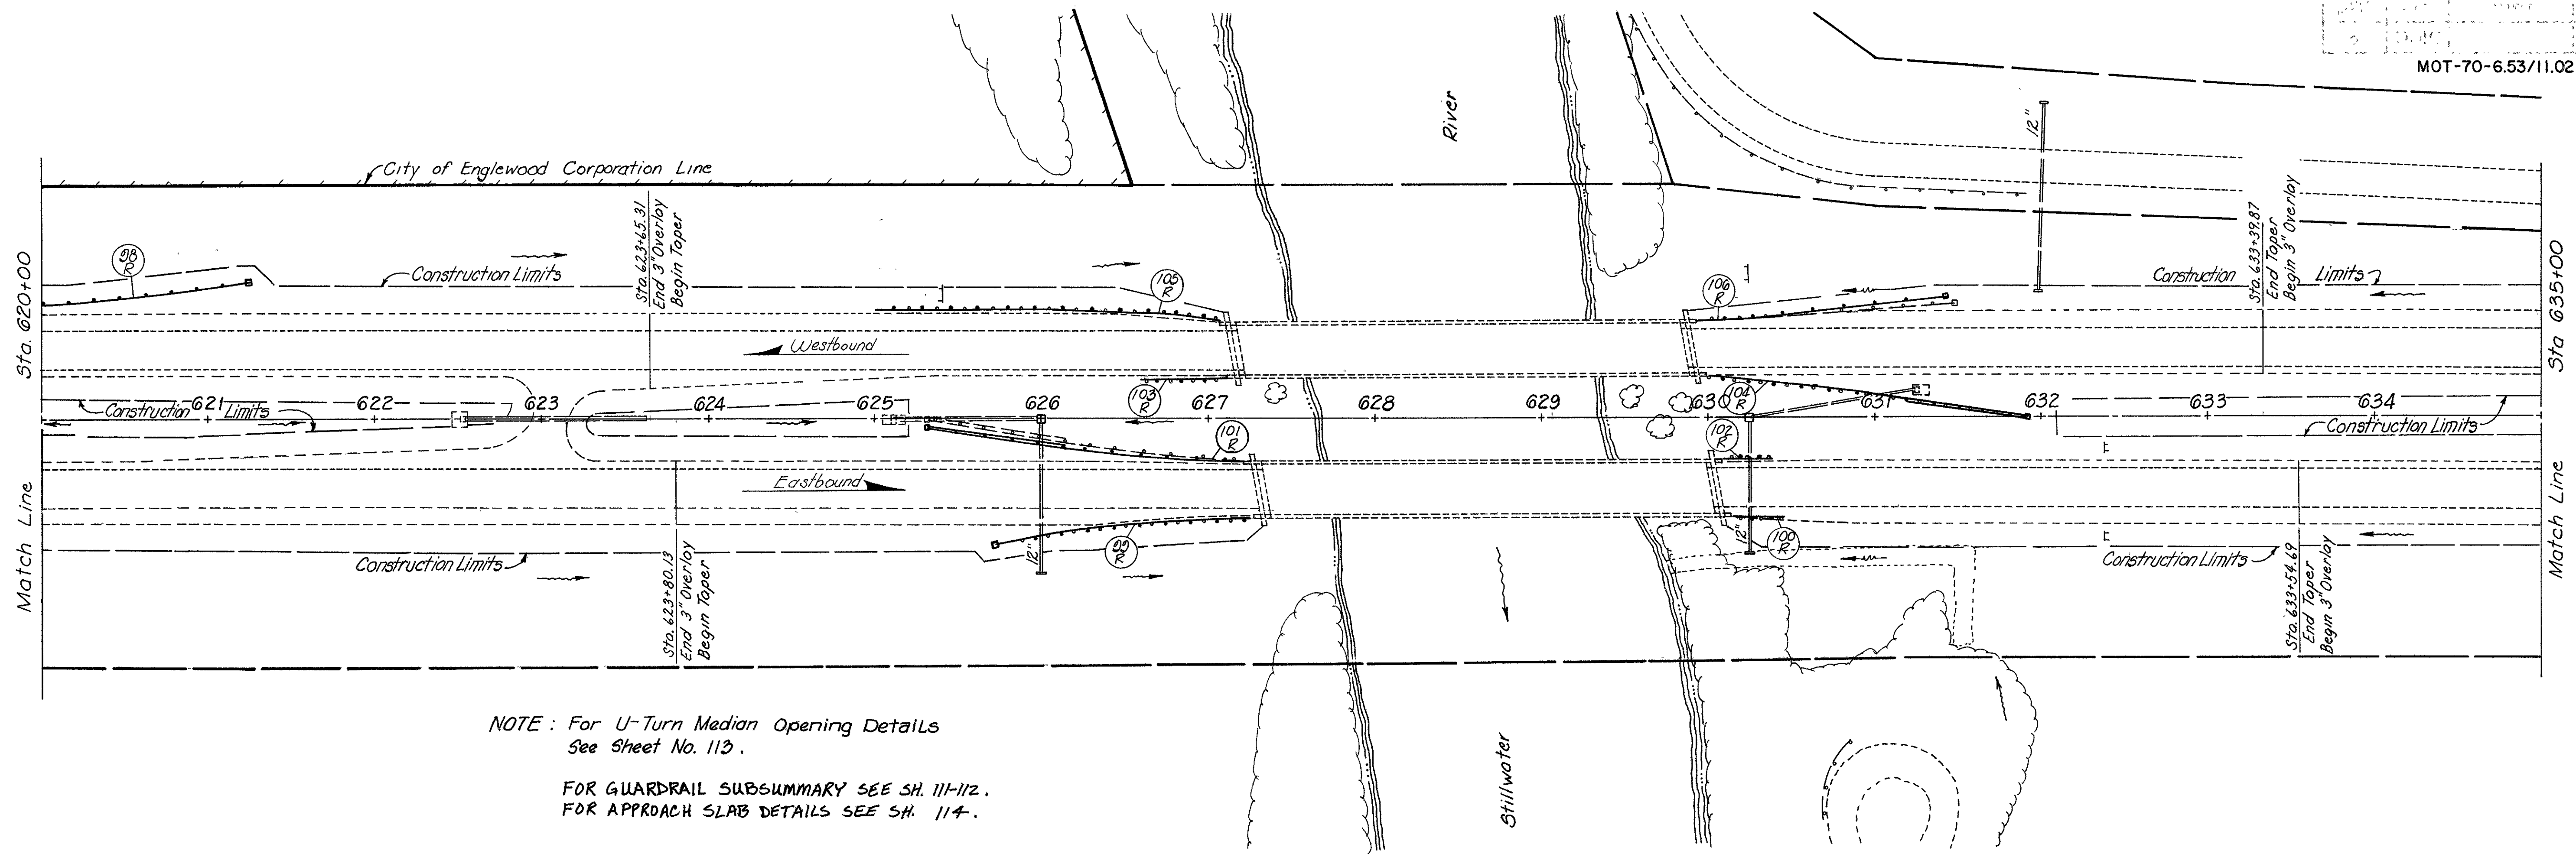 MOT-70-6.53/11.02
River
12"
City of Englewood Corporation Line
Sta. 620+00
Match Line
98
R
Construction Limits
Sta. 623+65.31
End 3" Overlay
Begin Taper
105
R
106
R
Construction Limits
Sta. 633+39.87
End Taper
Begin 3" Overlay
Sta 635+00
Match Line
Westbound
103
R
104
R
Construction Limits
621 622 623 624 625 626 627 628 629 630 631 632 633 634
101
R
102
R
Construction Limits
Eastbound
99
R
100
R
12"
12"
Construction Limits
Construction Limits
Sta. 623+80.13
End 3" Overlay
Begin Taper
Sta. 633+54.69
End Taper
Begin 3" Overlay
Stillwater
NOTE : For U-Turn Median Opening Details
See Sheet No. 113.
FOR GUARDRAIL SUBSUMMARY SEE SH. 111-112.
FOR APPROACH SLAB DETAILS SEE SH. 114.